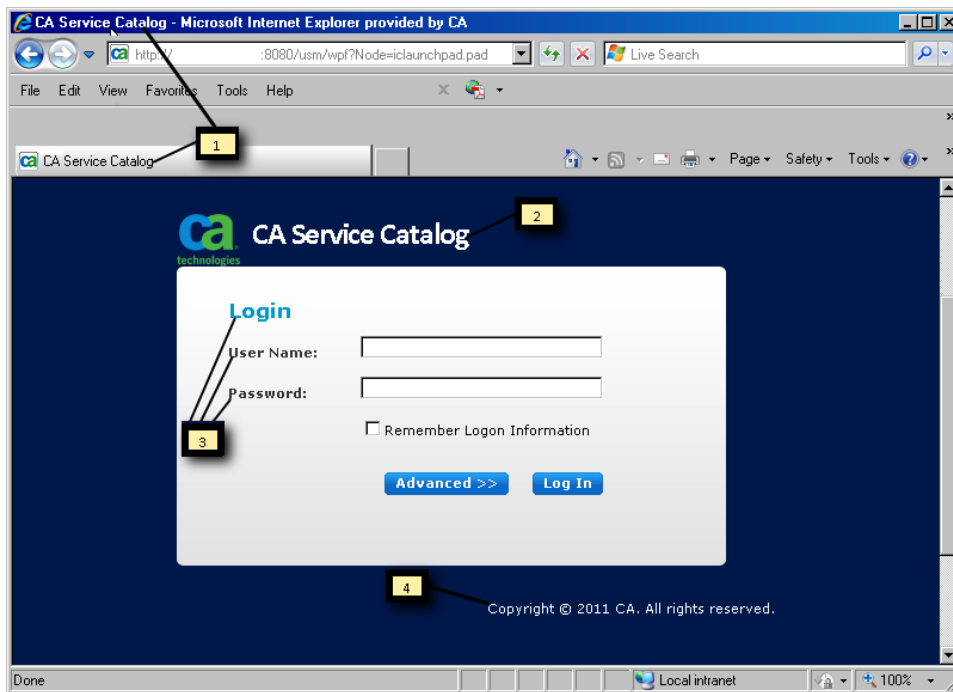 CA Service Catalog - Microsoft Internet Explorer provided by CA
http:// :8080/usm/wpf?Node=iclaunchpad.pad
Live Search
File Edit View Favorites Tools Help
1
CA Service Catalog
Page Safety Tools
2
ca technologies
CA Service Catalog
Login
User Name:
Password:
3
Remember Logon Information
Advanced >>
Log In
4
Copyright © 2011 CA. All rights reserved.
Done
Local intranet
100%